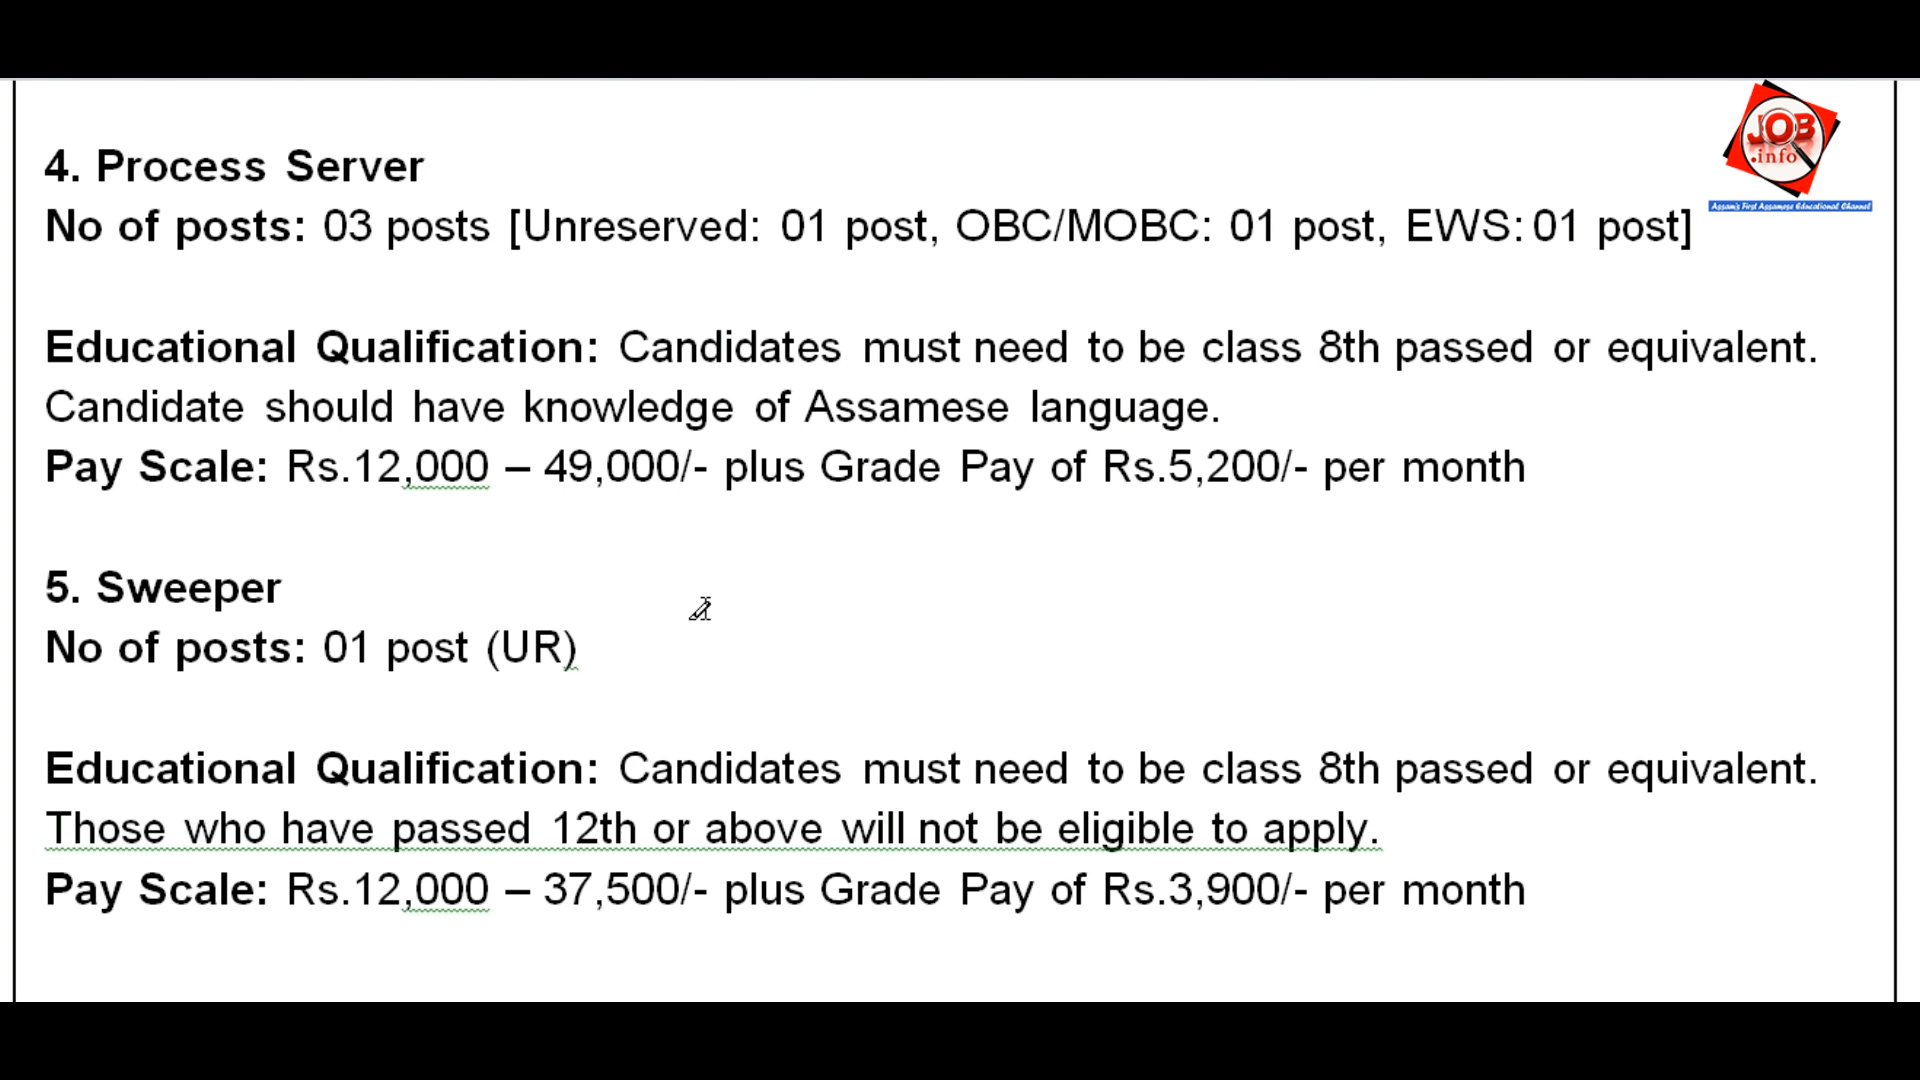 JOB
.info
Assam's First Assamese Educational Channel
4. Process Server
No of posts: 03 posts [Unreserved: 01 post, OBC/MOBC: 01 post, EWS: 01 post]
Educational Qualification: Candidates must need to be class 8th passed or equivalent.
Candidate should have knowledge of Assamese language.
Pay Scale: Rs.12,000 – 49,000/- plus Grade Pay of Rs.5,200/- per month
5. Sweeper
No of posts: 01 post (UR)
Educational Qualification: Candidates must need to be class 8th passed or equivalent.
Those who have passed 12th or above will not be eligible to apply.
Pay Scale: Rs.12,000 – 37,500/- plus Grade Pay of Rs.3,900/- per month